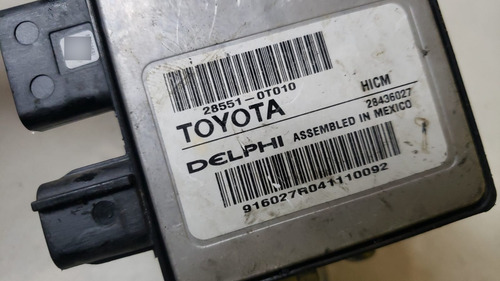 28551-0T010
HICM
TOYOTA
28436027
DELPHI ASSEMBLED IN MEXICO
916027R041110092